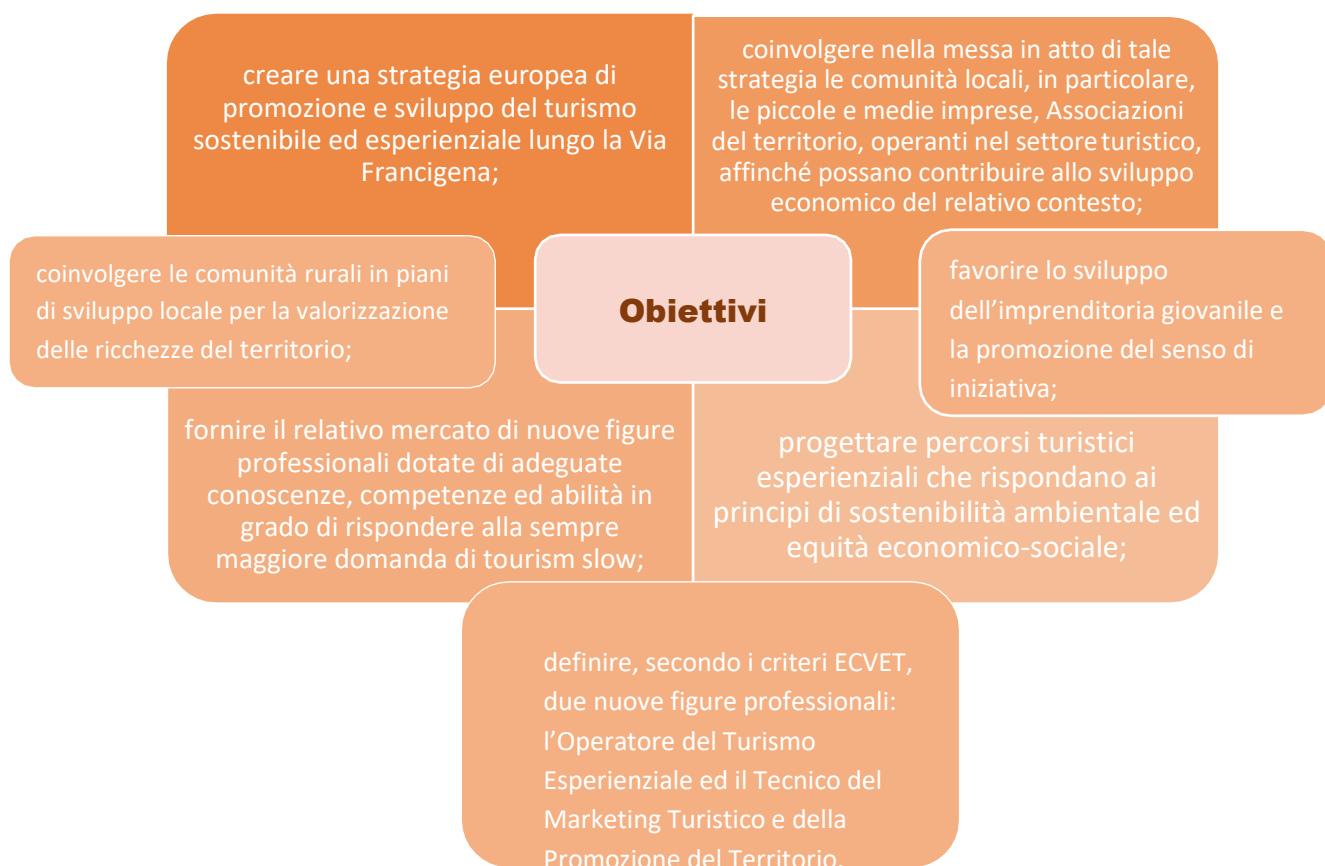 creare una strategia europea di
promozione e sviluppo del turismo
sostenibile ed esperienziale lungo la Via
Francigena;
coinvolgere nella messa in atto di tale
strategia le comunità locali, in particolare,
le piccole e medie imprese, Associazioni
del territorio, operanti nel settore turistico,
affinché possano contribuire allo sviluppo
economico del relativo contesto;
coinvolgere le comunità rurali in piani
di sviluppo locale per la valorizzazione
delle ricchezze del territorio;
Obiettivi
favorire lo sviluppo
dell’imprenditoria giovanile e
la promozione del senso di
iniziativa;
fornire il relativo mercato di nuove figure
professionali dotate di adeguate
conoscenze, competenze ed abilità in
grado di rispondere alla sempre
maggiore domanda di tourism slow;
progettare percorsi turistici
esperienziali che rispondano ai
principi di sostenibilità ambientale ed
equità economico-sociale;
definire, secondo i criteri ECVET,
due nuove figure professionali:
l’Operatore del Turismo
Esperienziale ed il Tecnico del
Marketing Turistico e della
Promozione del Territorio.